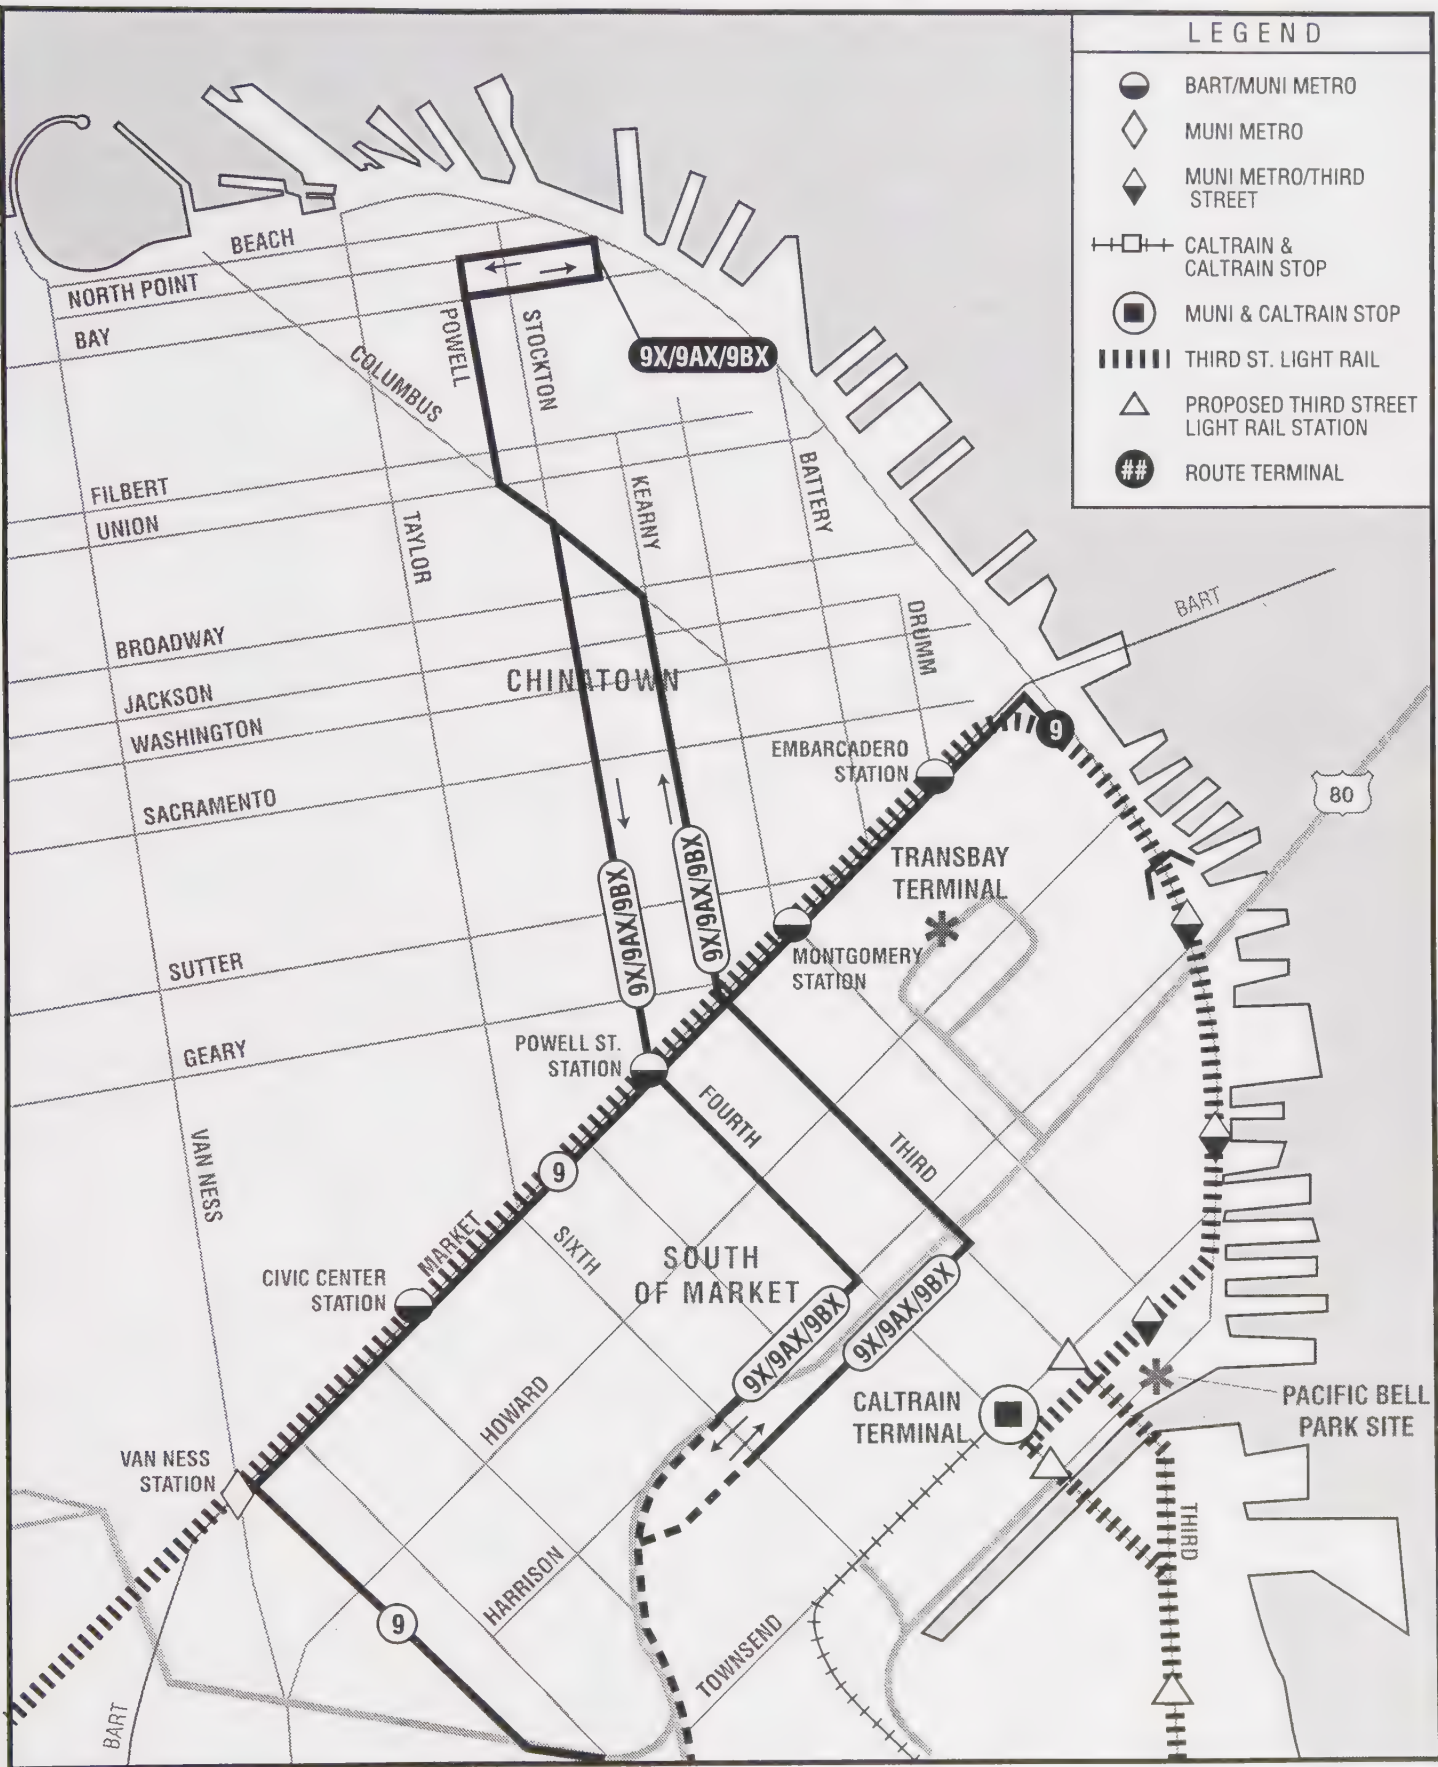 LEGEND
BART/MUNI METRO
MUNI METRO
MUNI METRO/THIRD
STREET
CALTRAIN &
CALTRAIN STOP
MUNI & CALTRAIN STOP
THIRD ST. LIGHT RAIL
PROPOSED THIRD STREET
LIGHT RAIL STATION
##
ROUTE TERMINAL
BEACH
NORTH POINT
BAY
POWELL
STOCKTON
COLUMBUS
9X/9AX/9BX
FILBERT
UNION
TAYLOR
KEARNY
BATTERY
BROADWAY
JACKSON
WASHINGTON
SACRAMENTO
CHINATOWN
DRUMM
BART
9
EMBARCADERO
STATION
80
TRANSBAY
TERMINAL
9X/9AX/9BX
9X/9AX/9BX
MONTGOMERY
STATION
SUTTER
GEARY
POWELL ST.
STATION
FOURTH
THIRD
VAN NESS
9
MARKET
SIXTH
SOUTH
OF MARKET
CIVIC CENTER
STATION
9X/9AX/9BX
9X/9AX/9BX
HOWARD
CALTRAIN
TERMINAL
PACIFIC BELL
PARK SITE
VAN NESS
STATION
THIRD
HARRISON
9
TOWNSEND
BART